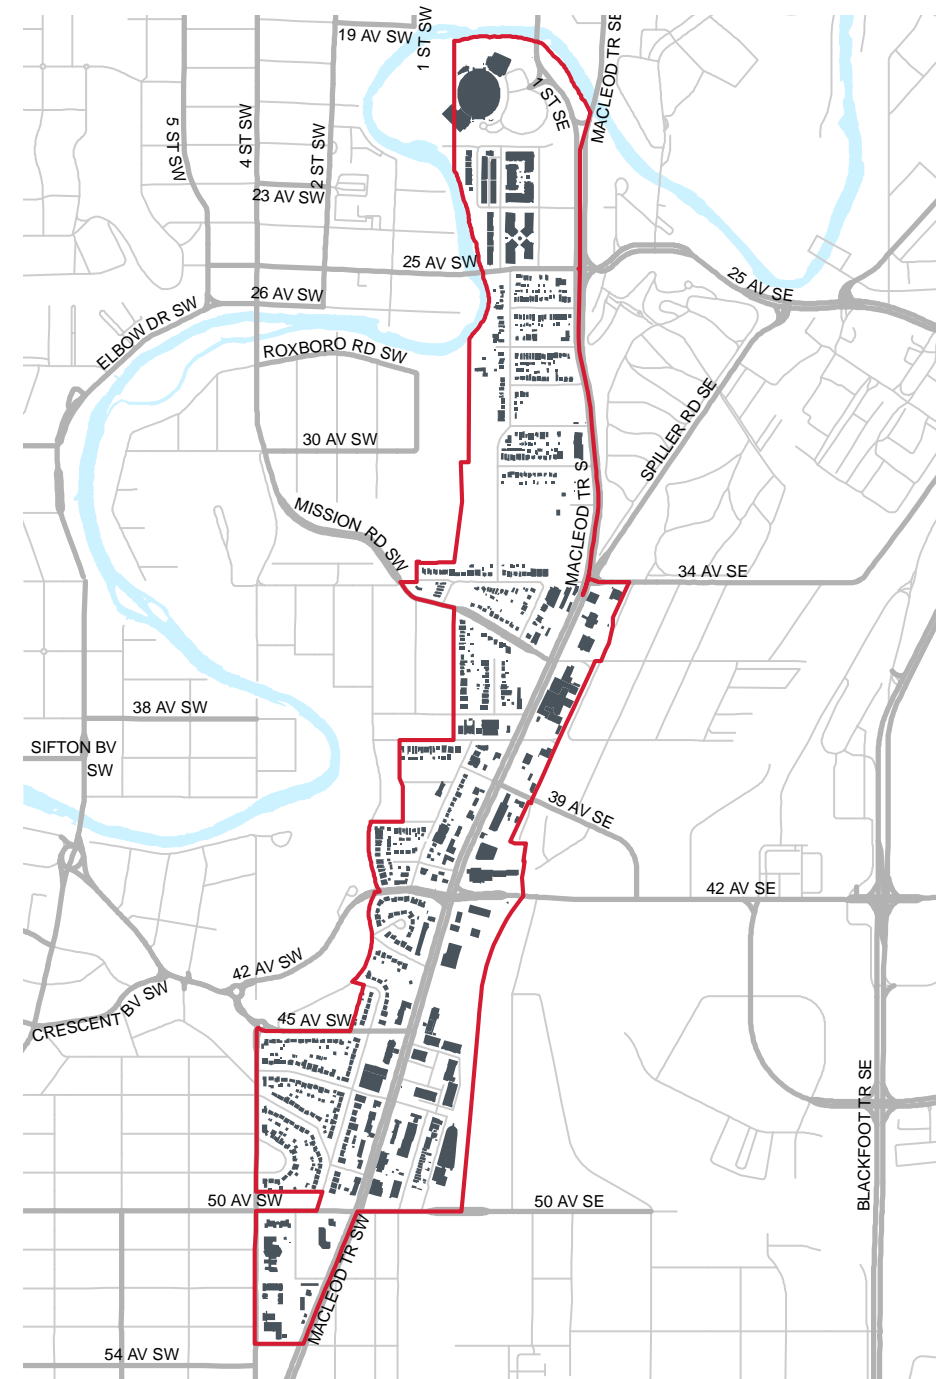 19 AV SW
1 ST SW
MACLEOD TR SE
1 ST SE
5 ST SW
4 ST SW
2 ST SW
23 AV SW
25 AV SW
25 AV SE
26 AV SW
ELBOW DR SW
ROXBORO RD SW
SPILLER RD SE
30 AV SW
MACLEOD TR S
MISSION RD SW
34 AV SE
38 AV SW
SIFTON BV
SW
39 AV SE
42 AV SE
42 AV SW
CRESCENT BV SW
45 AV SW
BLACKFOOT TR SE
50 AV SW
50 AV SE
MACLEOD TR SW
54 AV SW